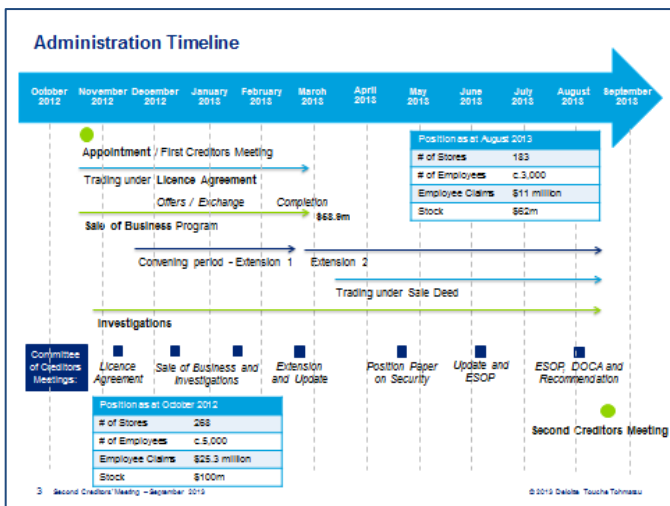 Administration Timeline
October 2012
November 2012
December 2012
January 2013
February 2013
March 2013
April 2013
May 2013
June 2013
July 2013
August 2013
September 2013
Appointment / First Creditors Meeting
Trading under Licence Agreement
Offers / Exchange
Completion
$58.9m
Sale of Business Program
Position as at August 2013
# of Stores 183
# of Employees c.3,000
Employee Claims $11 million
Stock $62m
Convening period - Extension 1
Extension 2
Trading under Sale Deed
Investigations
Committee of Creditors Meetings:
Licence Agreement
Sale of Business and Investigations
Extension and Update
Position Paper on Security
Update and ESOP
ESOP, DOCA and Recommendation
Position as at October 2012
# of Stores 268
# of Employees c.5,000
Employee Claims $25.3 million
Stock $100m
Second Creditors Meeting
3 Second Creditors' Meeting – September 2013
© 2013 Deloitte Touche Tohmatsu